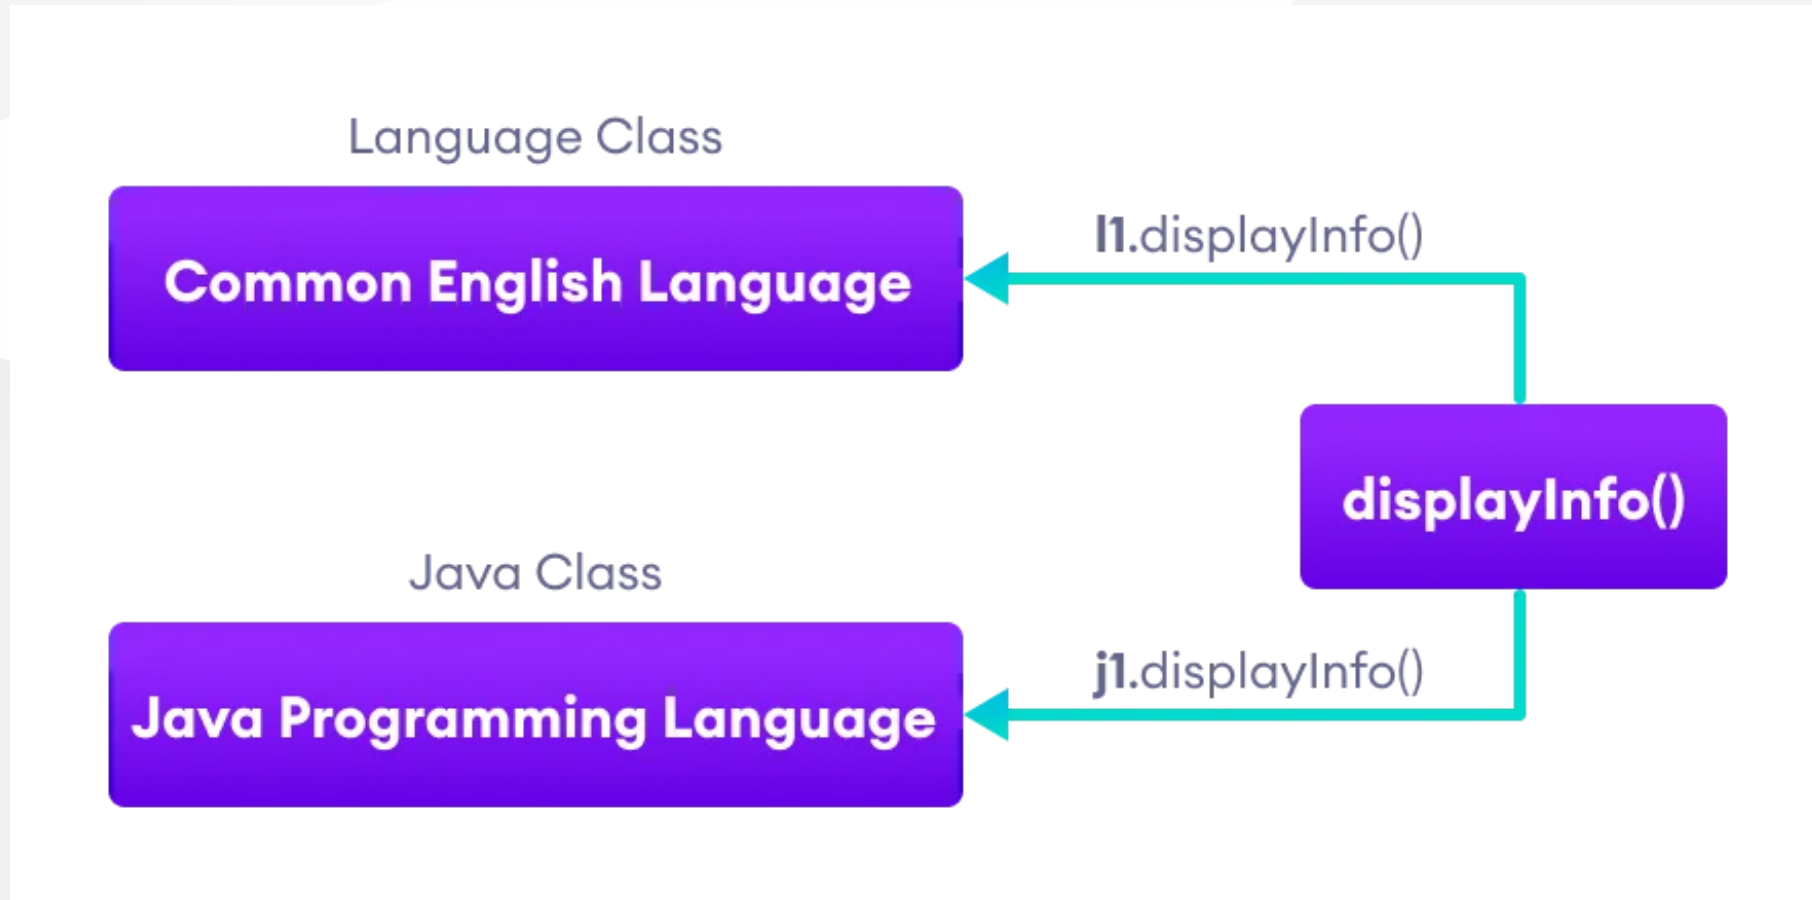 Language Class
Common English Language
l1.displayInfo()
displayInfo()
Java Class
Java Programming Language
j1.displayInfo()